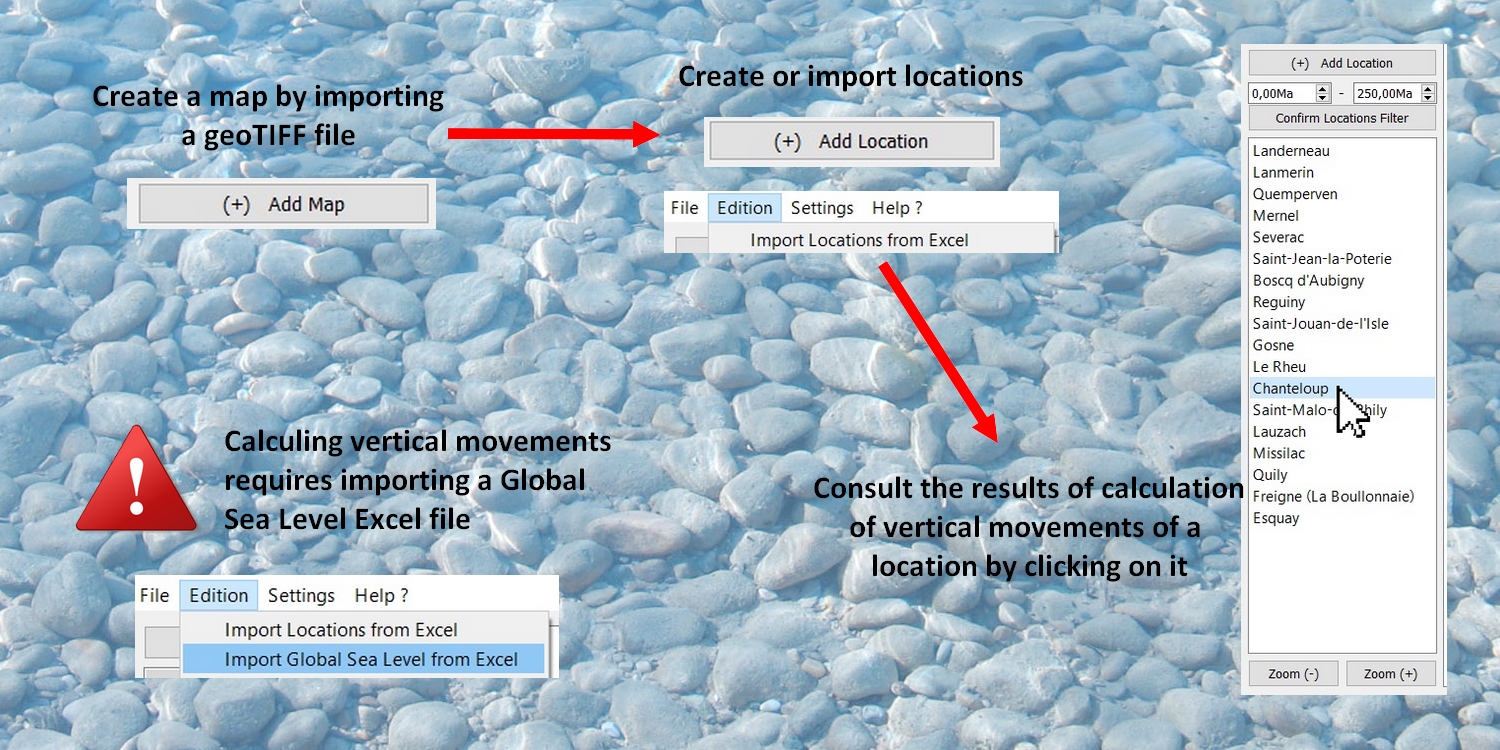 Create a map by importing
a geoTIFF file
(+) Add Map
Create or import locations
(+) Add Location
File Edition Settings Help ?
Import Locations from Excel
Calculing vertical movements
requires importing a Global
Sea Level Excel file
File Edition Settings Help ?
Import Locations from Excel
Import Global Sea Level from Excel
Consult the results of calculation
of vertical movements of a
location by clicking on it
(+) Add Location
0,00Ma - 250,00Ma
Confirm Locations Filter
Landerneau
Lanmerin
Quemperven
Mernel
Severac
Saint-Jean-la-Poterie
Boscq d'Aubigny
Reguiny
Saint-Jouan-de-l'Isle
Gosne
Le Rheu
Chanteloup
Lauzach
Missilac
Quily
Freigne (La Boullonnaie)
Esquay
Zoom (-) Zoom (+)